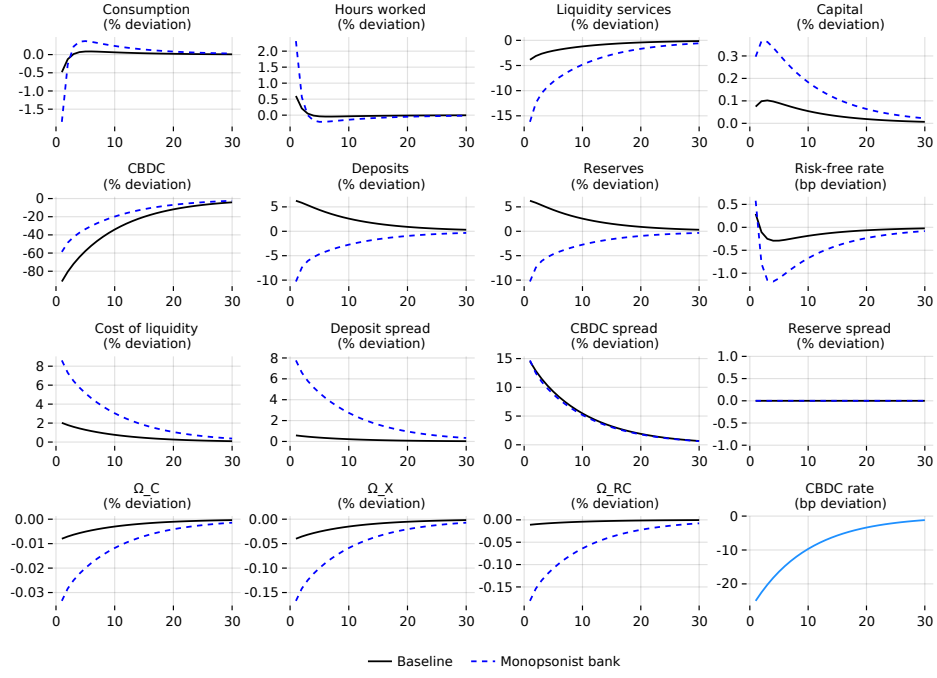 Consumption
(% deviation)
0.0
-0.5
-1.0
-1.5
0 10 20 30
Hours worked
(% deviation)
2.0
1.5
1.0
0.5
0.0
0 10 20 30
Liquidity services
(% deviation)
0
-5
-10
-15
0 10 20 30
Capital
(% deviation)
0.3
0.2
0.1
0.0
0 10 20 30
CBDC
(% deviation)
0
-20
-40
-60
-80
0 10 20 30
Deposits
(% deviation)
5
0
-5
-10
0 10 20 30
Reserves
(% deviation)
5
0
-5
-10
0 10 20 30
Risk-free rate
(bp deviation)
0.5
0.0
-0.5
-1.0
0 10 20 30
Cost of liquidity
(% deviation)
8
6
4
2
0
0 10 20 30
Deposit spread
(% deviation)
8
6
4
2
0
0 10 20 30
CBDC spread
(% deviation)
15
10
5
0
0 10 20 30
Reserve spread
(% deviation)
1.0
0.5
0.0
-0.5
-1.0
0 10 20 30
Ω_C
(% deviation)
0.00
-0.01
-0.02
-0.03
0 10 20 30
Ω_X
(% deviation)
0.00
-0.05
-0.10
-0.15
0 10 20 30
Ω_RC
(% deviation)
0.00
-0.05
-0.10
-0.15
0 10 20 30
CBDC rate
(bp deviation)
0
-10
-20
0 10 20 30
Baseline
Monopsonist bank